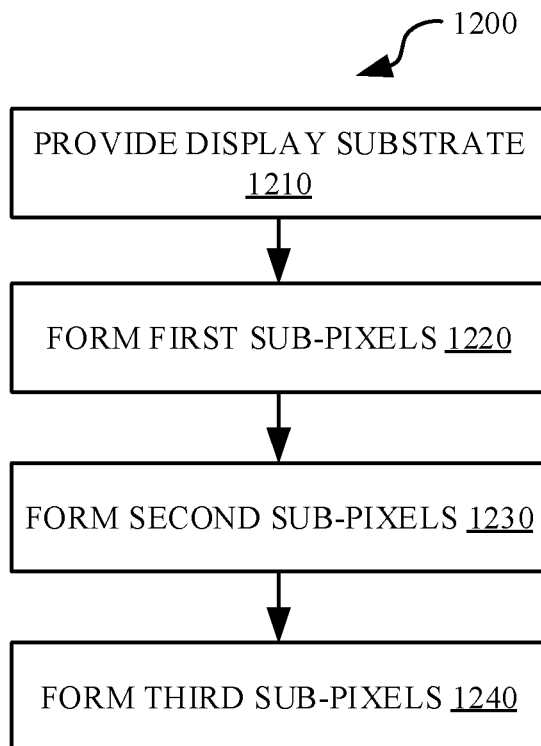 1200
PROVIDE DISPLAY SUBSTRATE
1210
FORM FIRST SUB-PIXELS 1220
FORM SECOND SUB-PIXELS 1230
FORM THIRD SUB-PIXELS 1240